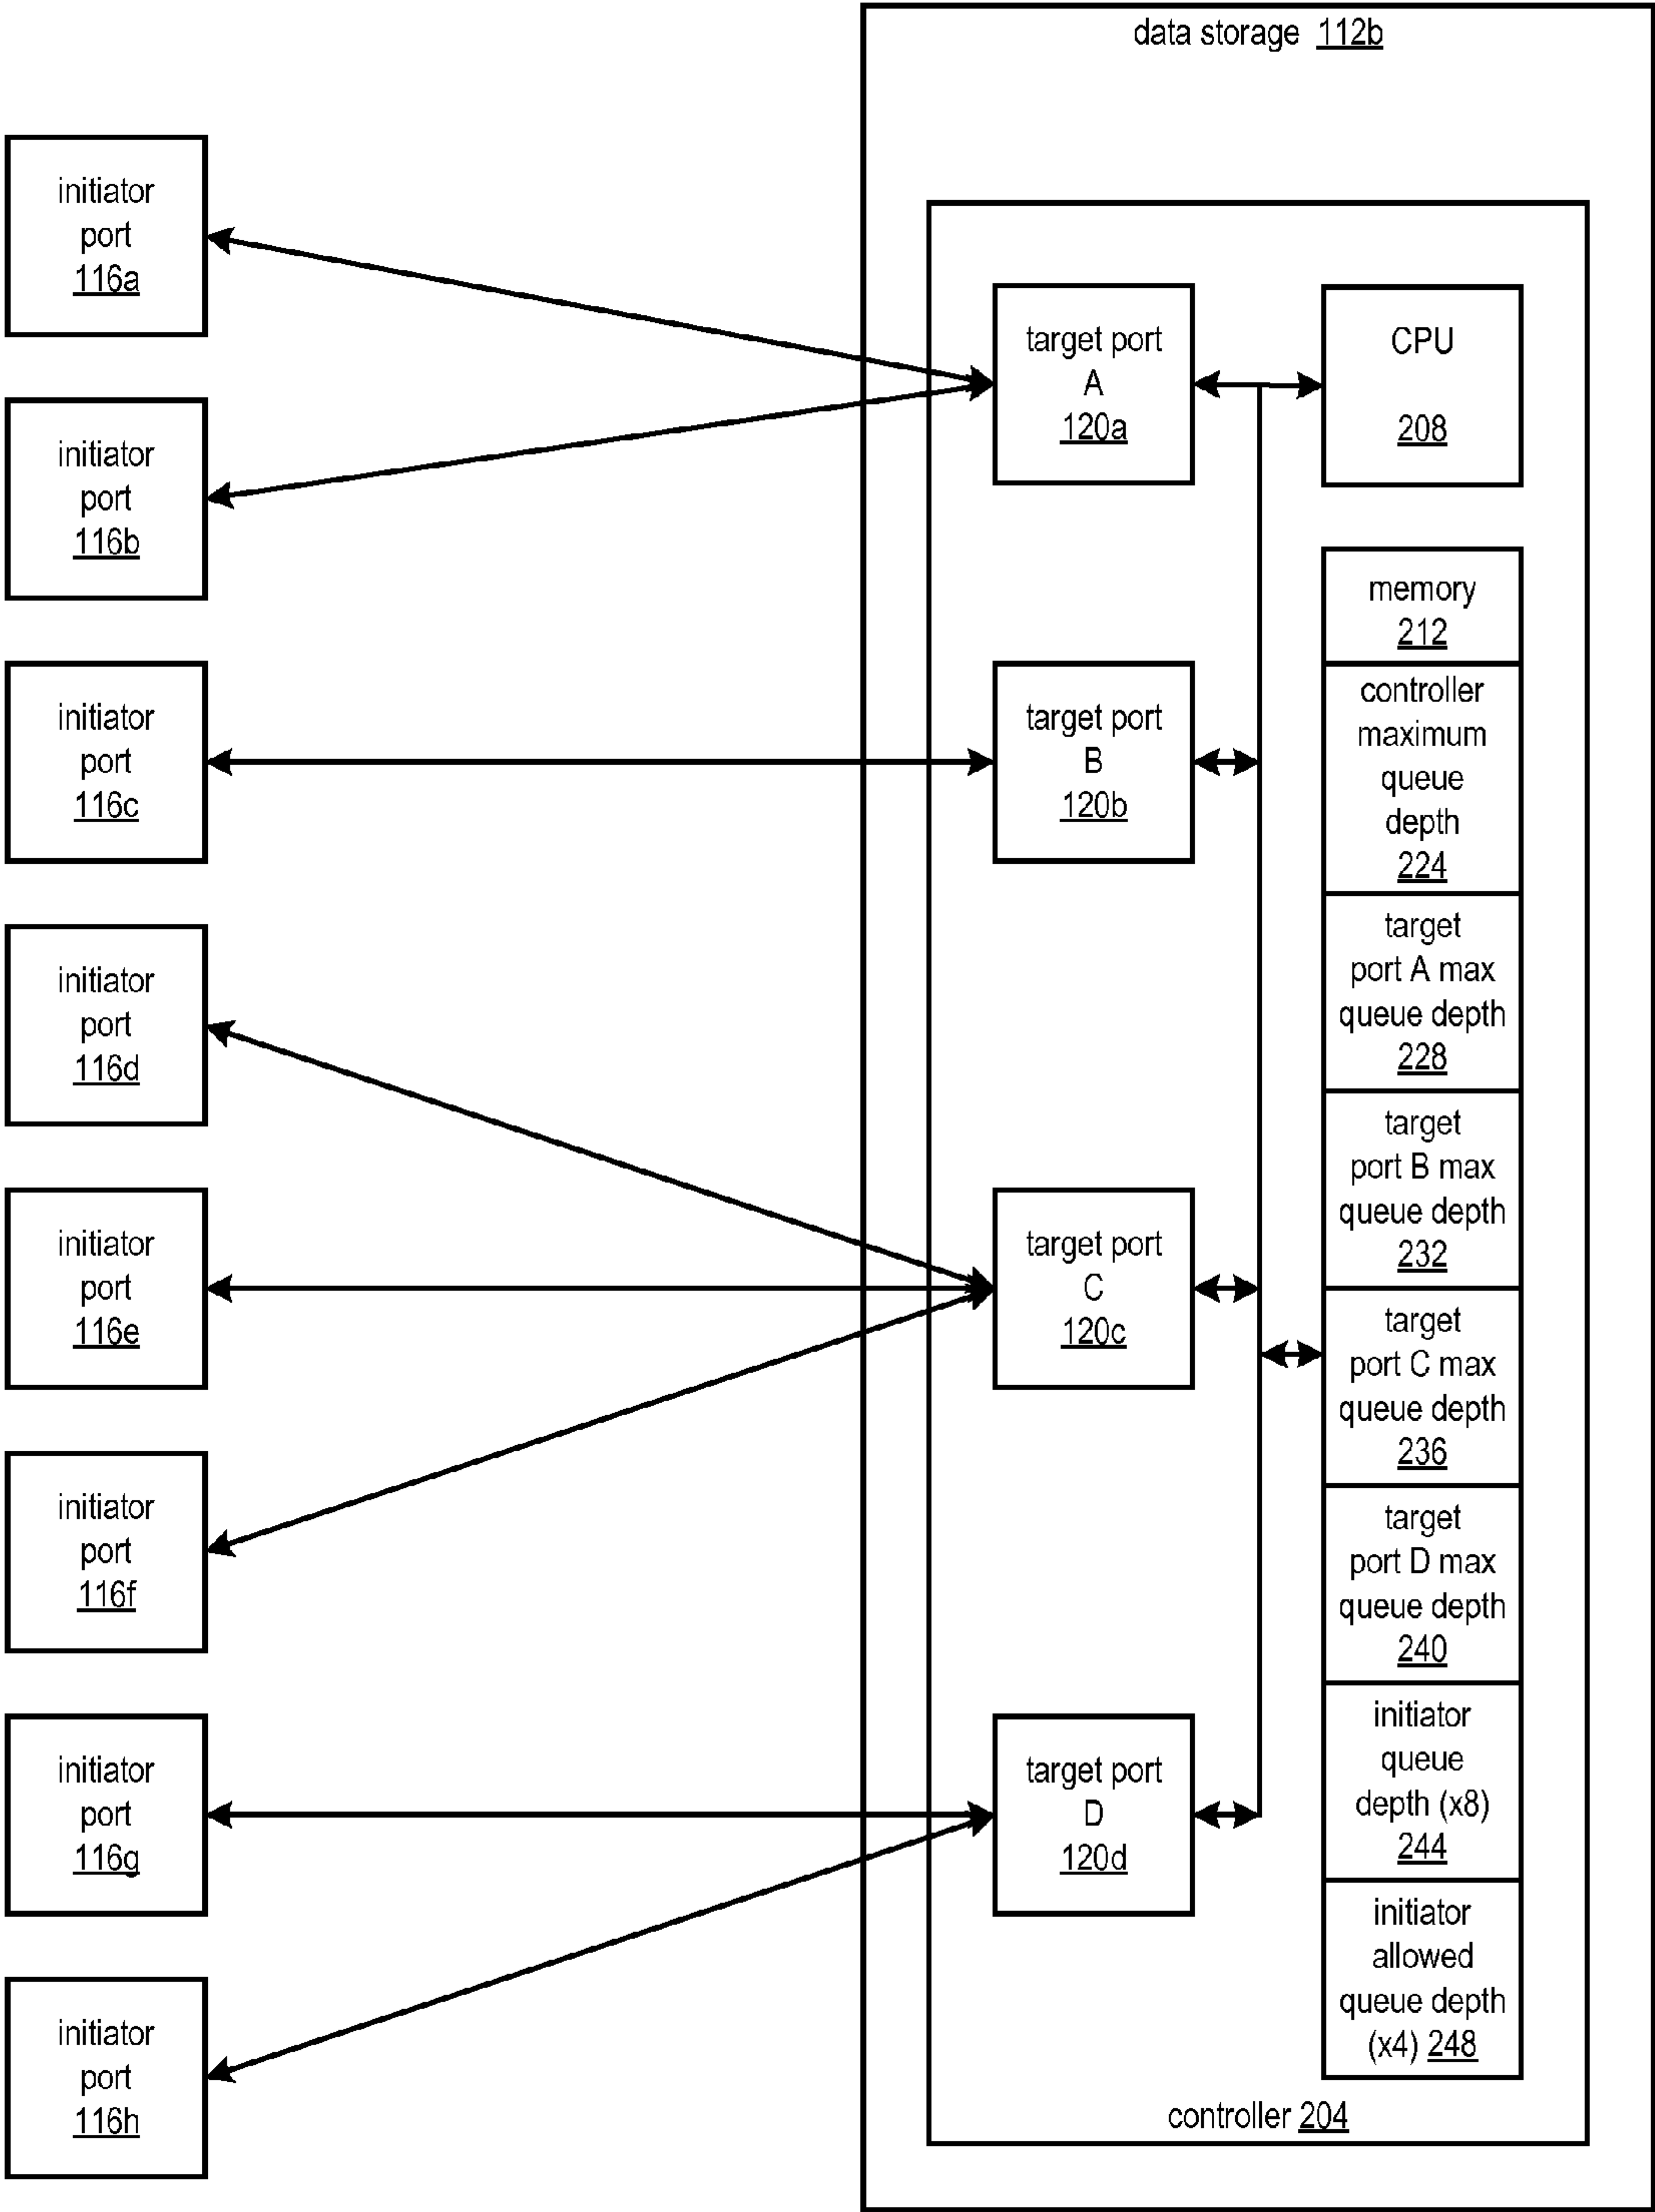 data storage 112b
initiator
port
116a
initiator
port
116b
initiator
port
116c
initiator
port
116d
initiator
port
116e
initiator
port
116f
initiator
port
116g
initiator
port
116h
target port
A
120a
target port
B
120b
target port
C
120c
target port
D
120d
CPU
208
memory
212
controller
maximum
queue
depth
224
target
port A max
queue depth
228
target
port B max
queue depth
232
target
port C max
queue depth
236
target
port D max
queue depth
240
initiator
queue
depth (x8)
244
initiator
allowed
queue depth
(x4) 248
controller 204